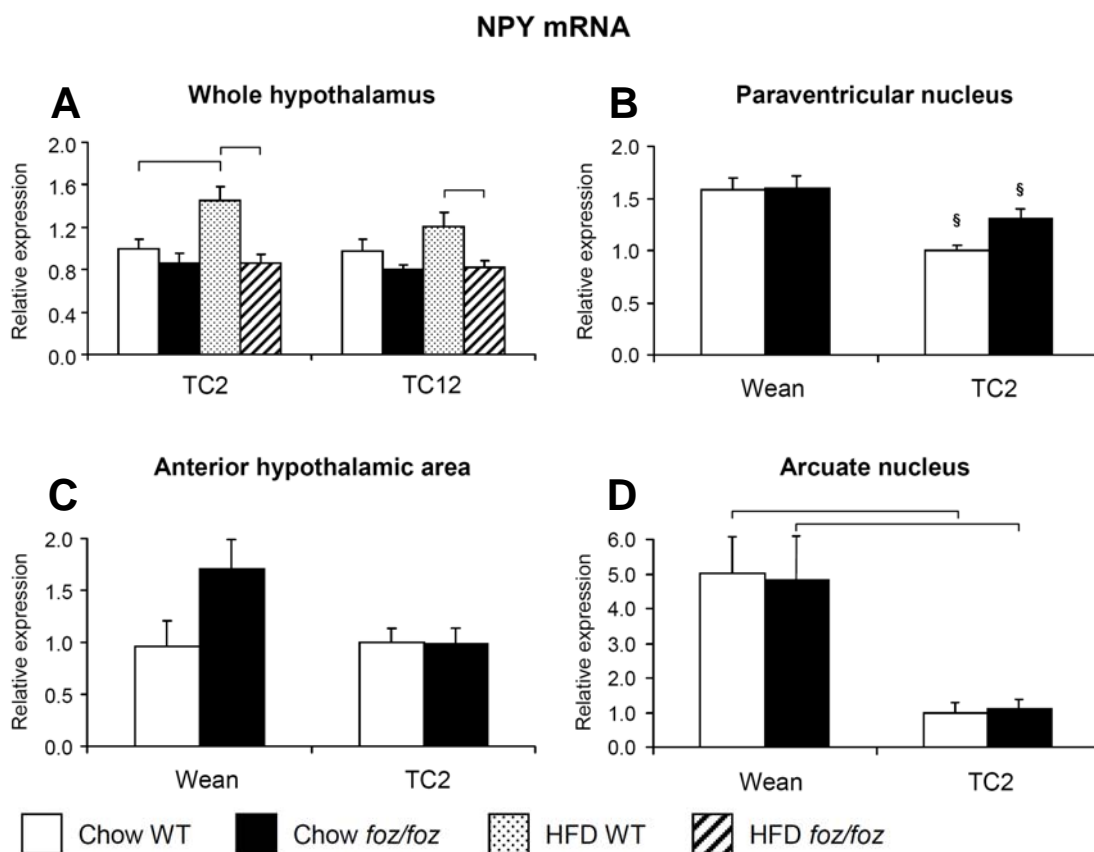 NPY mRNA
A
Whole hypothalamus
Relative expression
2.0
1.6
1.2
0.8
0.4
0.0
TC2 TC12
B
Paraventricular nucleus
Relative expression
2.0
1.5
1.0
0.5
0.0
§
§
Wean TC2
C
Anterior hypothalamic area
Relative expression
2.0
1.5
1.0
0.5
0.0
Wean TC2
D
Arcuate nucleus
Relative expression
6.0
5.0
4.0
3.0
2.0
1.0
0.0
Wean TC2
Chow WT Chow foz/foz HFD WT HFD foz/foz